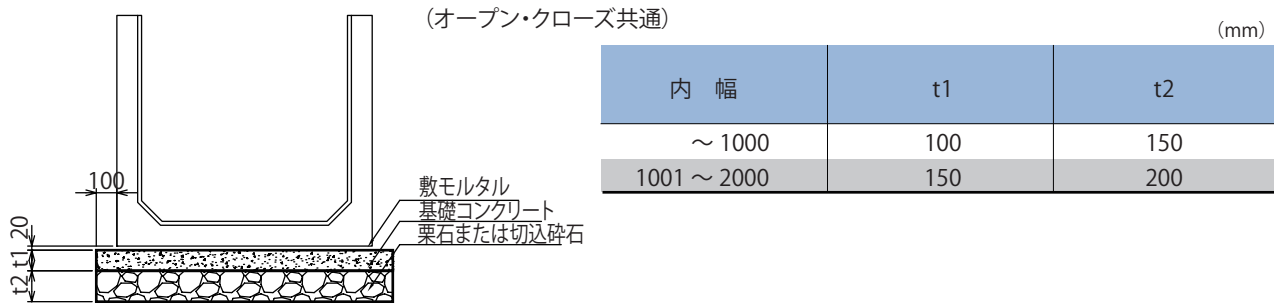 (オープン・クローズ共通)
(mm)
内 幅 t1 t2
～ 1000 100 150
1001 ～ 2000 150 200
100
敷モルタル
基礎コンクリート
栗石または切込砕石
20
t1
t2